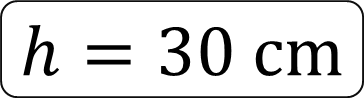 h = 30 cm